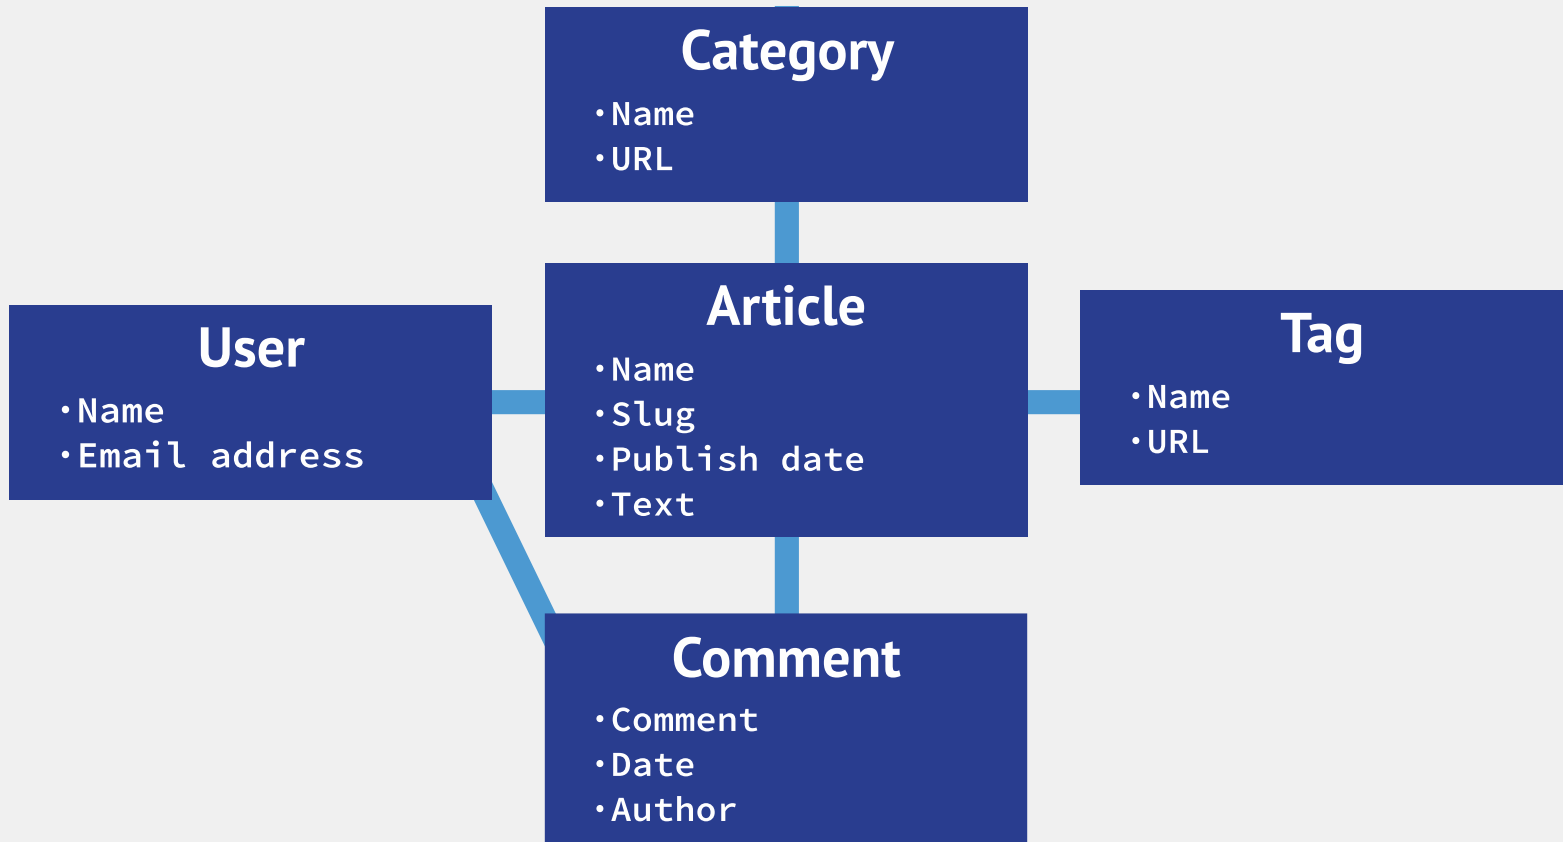 Category
·Name
·URL
User
·Name
·Email address
Article
·Name
·Slug
·Publish date
·Text
Tag
·Name
·URL
Comment
·Comment
·Date
·Author